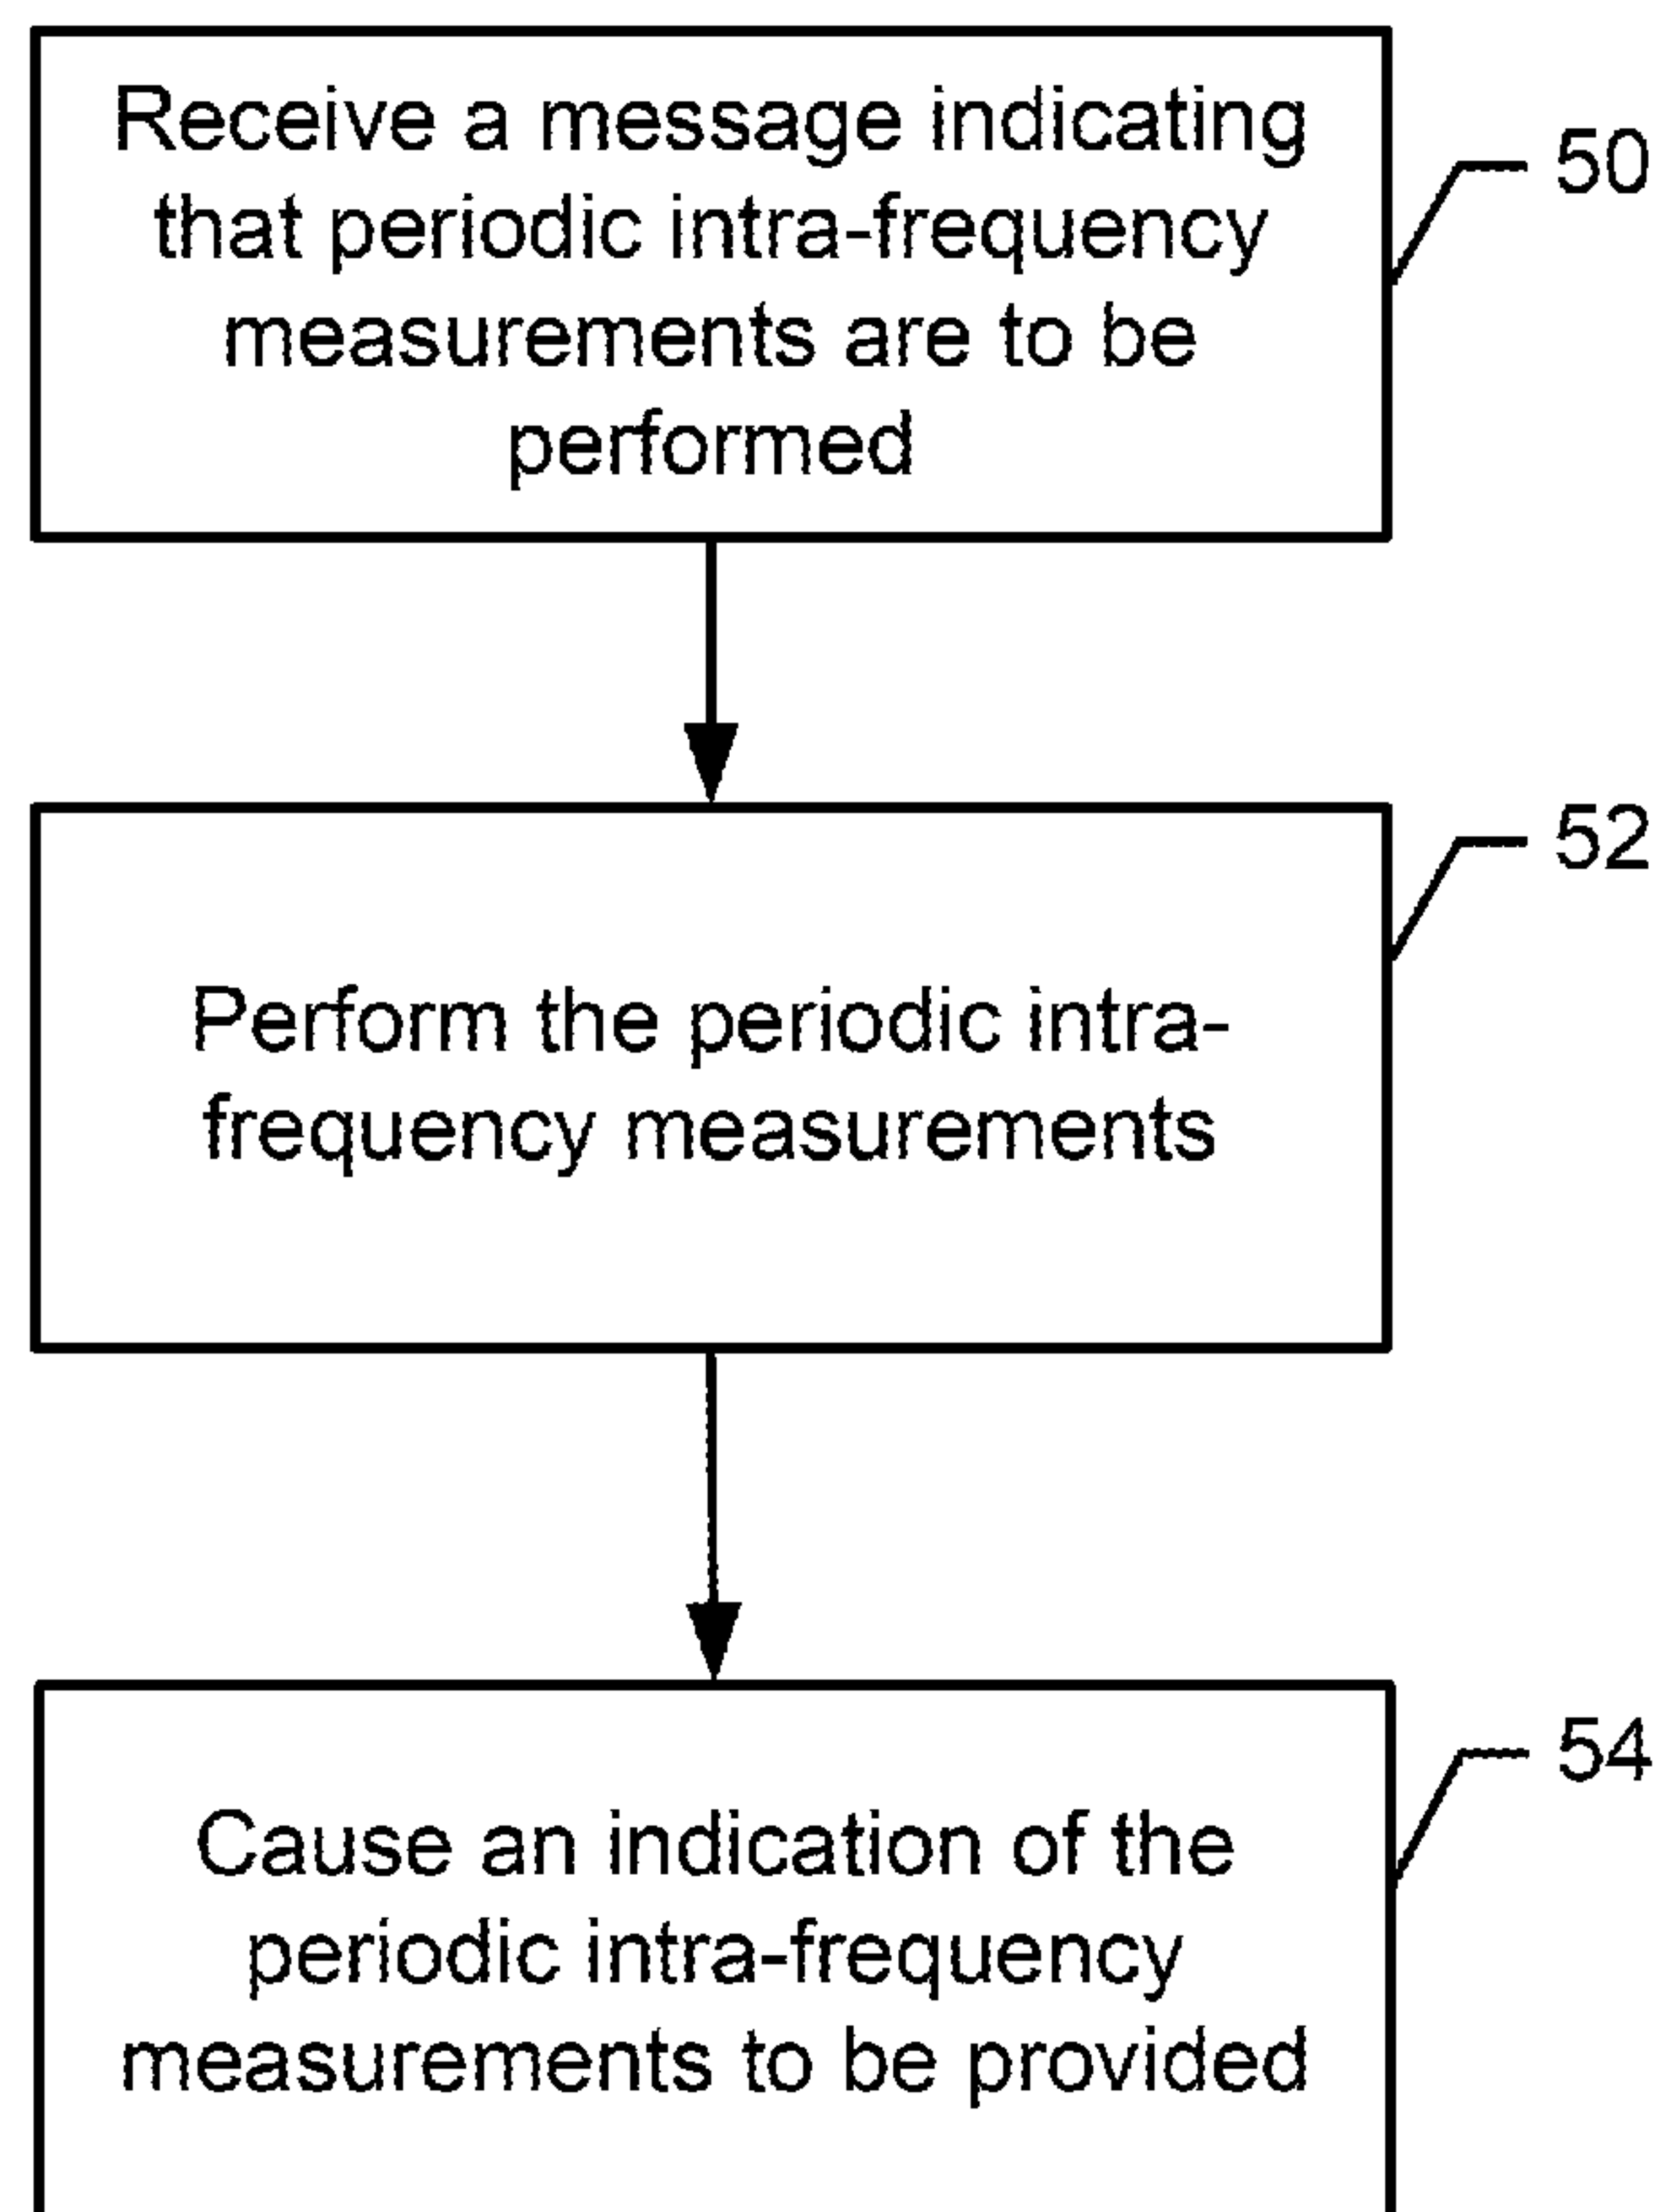 Receive a message indicating
that periodic intra-frequency
measurements are to be
performed
50
Perform the periodic intra-
frequency measurements
52
Cause an indication of the
periodic intra-frequency
measurements to be provided
54